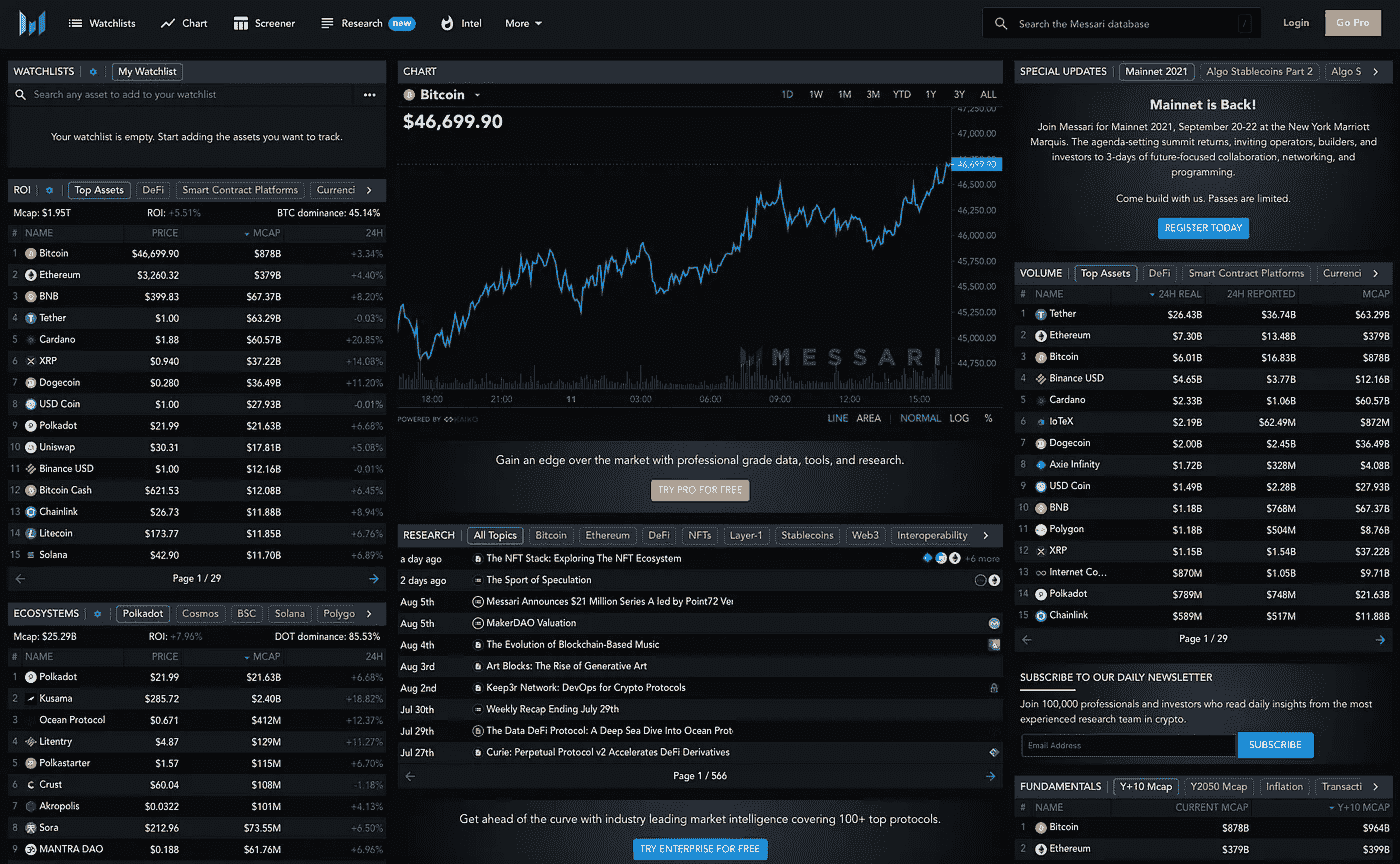 Watchlists
Chart
Screener
Research new
Intel
More
Search the Messari database /
Login
Go Pro
WATCHLISTS My Watchlist
Search any asset to add to your watchlist
Your watchlist is empty. Start adding the assets you want to track.
ROI Top Assets DeFi Smart Contract Platforms Currenci
Mcap: $1.95T ROI: +5.51% BTC dominance: 45.14%
# NAME PRICE MCAP 24H
1 Bitcoin $46,699.90 $878B +3.34%
2 Ethereum $3,260.32 $379B +4.40%
3 BNB $399.83 $67.37B +8.20%
4 Tether $1.00 $63.29B -0.03%
5 Cardano $1.88 $60.57B +20.85%
6 XRP $0.940 $37.22B +14.08%
7 Dogecoin $0.280 $36.49B +11.20%
8 USD Coin $1.00 $27.93B -0.01%
9 Polkadot $21.99 $21.63B +6.68%
10 Uniswap $30.31 $17.81B +5.08%
11 Binance USD $1.00 $12.16B -0.01%
12 Bitcoin Cash $621.53 $12.08B +6.45%
13 Chainlink $26.73 $11.88B +8.94%
14 Litecoin $173.77 $11.85B +6.76%
15 Solana $42.90 $11.70B +6.89%
Page 1 / 29
ECOSYSTEMS Polkadot Cosmos BSC Solana Polygo
Mcap: $25.29B ROI: +7.96% DOT dominance: 85.53%
# NAME PRICE MCAP 24H
1 Polkadot $21.99 $21.63B +6.68%
2 Kusama $285.72 $2.40B +18.82%
3 Ocean Protocol $0.671 $412M +12.37%
4 Litentry $4.87 $129M +11.27%
5 Polkastarter $1.57 $115M +6.70%
6 Crust $60.04 $108M -1.18%
7 Akropolis $0.0322 $101M +4.13%
8 Sora $212.96 $73.55M +6.50%
9 MANTRA DAO $0.188 $61.76M +6.96%
CHART
Bitcoin
1D 1W 1M 3M YTD 1Y 3Y ALL
$46,699.90
47,250.00
47,000.00
46,699.90
46,500.00
46,250.00
46,000.00
45,750.00
45,500.00
45,250.00
45,000.00
44,750.00
MESSARI
18:00 21:00 11 03:00 06:00 09:00 12:00 15:00
POWERED BY KAIKO
LINE AREA NORMAL LOG %
Gain an edge over the market with professional grade data, tools, and research.
TRY PRO FOR FREE
RESEARCH All Topics Bitcoin Ethereum DeFi NFTs Layer-1 Stablecoins Web3 Interoperability
a day ago The NFT Stack: Exploring The NFT Ecosystem +6 more
2 days ago The Sport of Speculation
Aug 5th Messari Announces $21 Million Series A led by Point72 Ver
Aug 5th MakerDAO Valuation
Aug 4th The Evolution of Blockchain-Based Music
Aug 3rd Art Blocks: The Rise of Generative Art
Aug 2nd Keep3r Network: DevOps for Crypto Protocols
Jul 30th Weekly Recap Ending July 29th
Jul 29th The Data DeFi Protocol: A Deep Sea Dive Into Ocean Prot
Jul 27th Curie: Perpetual Protocol v2 Accelerates DeFi Derivatives
Page 1 / 566
Get ahead of the curve with industry leading market intelligence covering 100+ top protocols.
TRY ENTERPRISE FOR FREE
SPECIAL UPDATES Mainnet 2021 Algo Stablecoins Part 2 Algo S
Mainnet is Back!
Join Messari for Mainnet 2021, September 20-22 at the New York Marriott
Marquis. The agenda-setting summit returns, inviting operators, builders, and
investors to 3-days of future-focused collaboration, networking, and
programming.
Come build with us. Passes are limited.
REGISTER TODAY
VOLUME Top Assets DeFi Smart Contract Platforms Currenci
# NAME 24H REAL 24H REPORTED MCAP
1 Tether $26.43B $36.74B $63.29B
2 Ethereum $7.30B $13.48B $379B
3 Bitcoin $6.01B $16.83B $878B
4 Binance USD $4.65B $3.77B $12.16B
5 Cardano $2.33B $1.06B $60.57B
6 IoTeX $2.19B $62.49M $872M
7 Dogecoin $2.00B $2.45B $36.49B
8 Axie Infinity $1.72B $328M $4.08B
9 USD Coin $1.49B $2.28B $27.93B
10 BNB $1.18B $768M $67.37B
11 Polygon $1.18B $504M $8.76B
12 XRP $1.15B $1.54B $37.22B
13 Internet Co... $870M $1.05B $9.71B
14 Polkadot $789M $748M $21.63B
15 Chainlink $589M $517M $11.88B
Page 1 / 29
SUBSCRIBE TO OUR DAILY NEWSLETTER
Join 100,000 professionals and investors who read daily insights from the most
experienced research team in crypto.
Email Address
SUBSCRIBE
FUNDAMENTALS Y+10 Mcap Y2050 Mcap Inflation Transacti
# NAME CURRENT MCAP Y+10 MCAP
1 Bitcoin $878B $964B
2 Ethereum $379B $399B